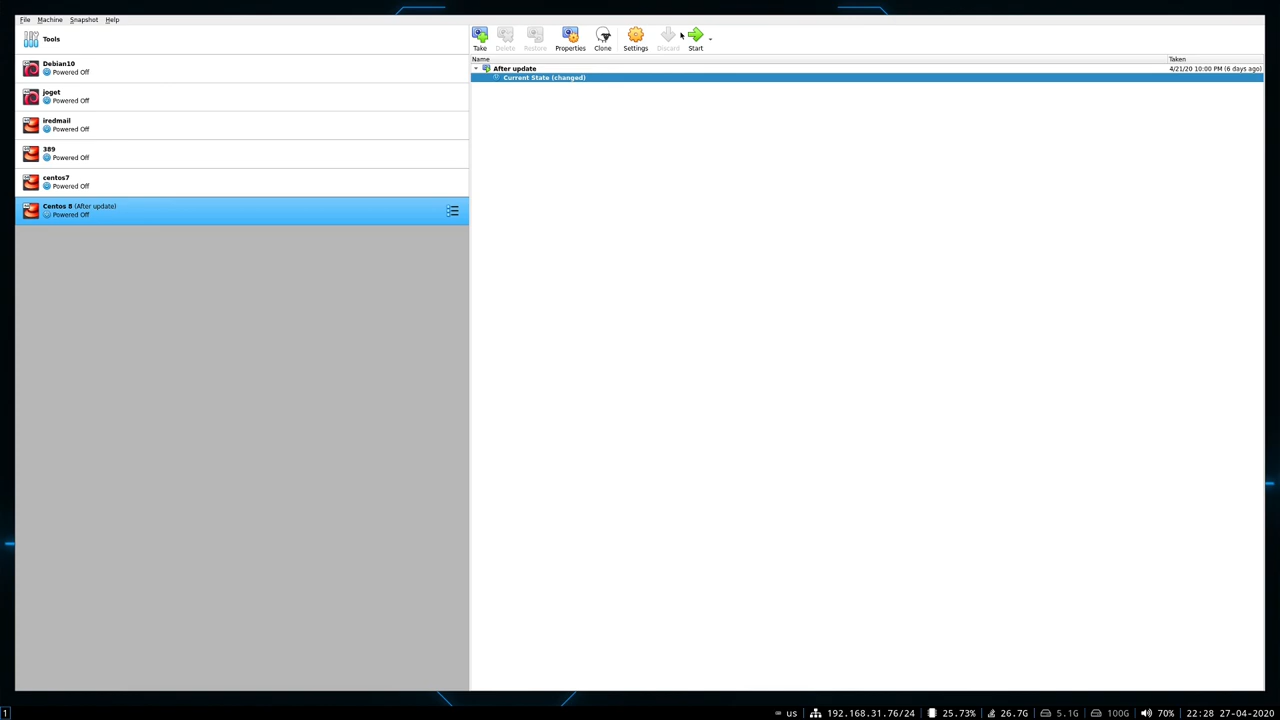 File Machine Snapshot Help
Tools
Take Delete Restore Properties Clone Settings Discard Start
Debian10
Powered Off
joget
Powered Off
iredmail
Powered Off
389
Powered Off
centos7
Powered Off
Centos 8 (After update)
Powered Off
Name Taken
After update 4/21/20 10:00 PM (6 days ago)
Current State (changed)
1 us 192.168.31.76/24 25.73% 26.7G 5.1G 100G 70% 22:28 27-04-2020